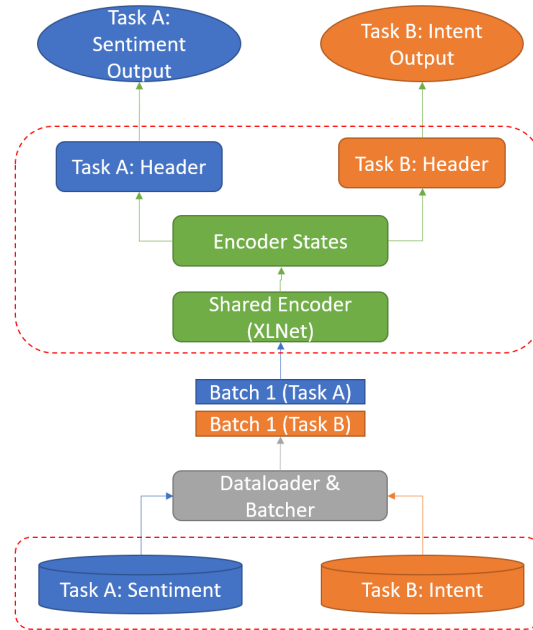 Task A:
Sentiment
Output
Task B: Intent
Output
Task A: Header
Task B: Header
Encoder States
Shared Encoder
(XLNet)
Batch 1 (Task A)
Batch 1 (Task B)
Dataloader &
Batcher
Task A: Sentiment
Task B: Intent